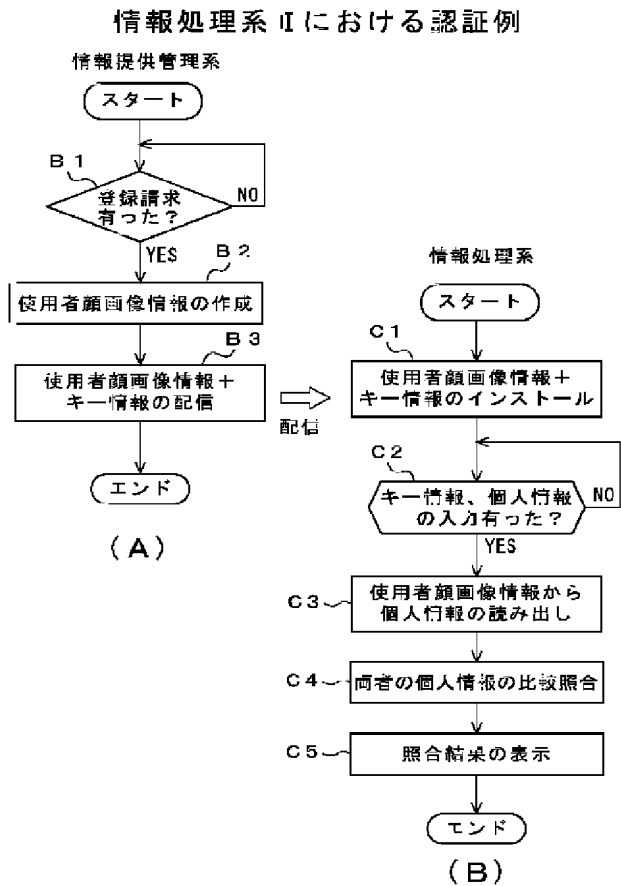 情報処理系Ⅱにおける認証例
情報提供管理系
スタート
B1
登録請求
有った?
NO
YES
B2
使用者顔画像情報の作成
B3
使用者顔画像情報+
キー情報の配信
配信
エンド
(A)
情報処理系
スタート
C1
使用者顔画像情報+
キー情報のインストール
C2
キー情報、個人情報
の入力有った?
NO
YES
C3
使用者顔画像情報から
個人情報の読み出し
C4
両者の個人情報の比較照合
C5
照合結果の表示
エンド
(B)